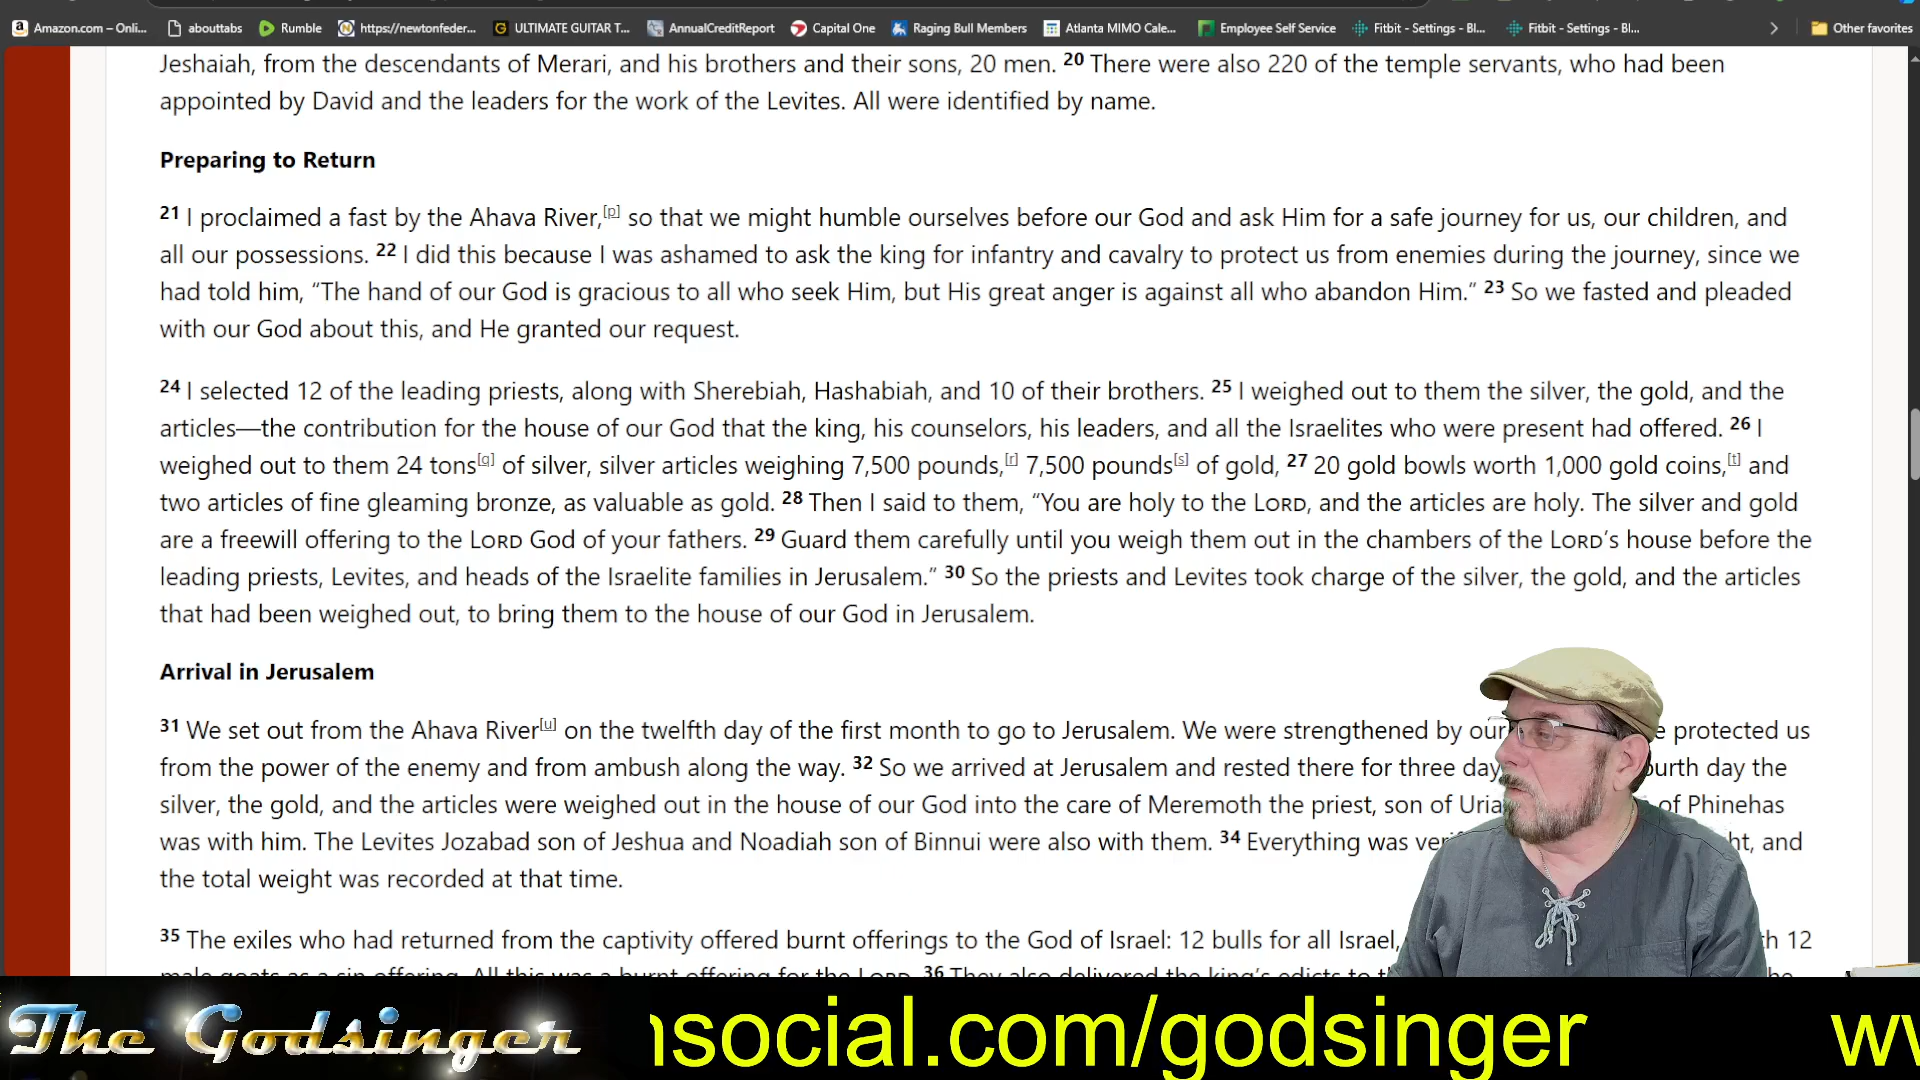 Amazon.com – Onli...
abouttabs
Rumble
https://newtonfeder...
ULTIMATE GUITAR T...
AnnualCreditReport
Capital One
Raging Bull Members
Atlanta MIMO Cale...
Employee Self Service
Fitbit - Settings - Bl...
Fitbit - Settings - Bl...
Other favorites
Jeshaiah, from the descendants of Merari, and his brothers and their sons, 20 men. 20 There were also 220 of the temple servants, who had been
appointed by David and the leaders for the work of the Levites. All were identified by name.
Preparing to Return
21 I proclaimed a fast by the Ahava River,[p] so that we might humble ourselves before our God and ask Him for a safe journey for us, our children, and
all our possessions. 22 I did this because I was ashamed to ask the king for infantry and cavalry to protect us from enemies during the journey, since we
had told him, “The hand of our God is gracious to all who seek Him, but His great anger is against all who abandon Him.” 23 So we fasted and pleaded
with our God about this, and He granted our request.
24 I selected 12 of the leading priests, along with Sherebiah, Hashabiah, and 10 of their brothers. 25 I weighed out to them the silver, the gold, and the
articles—the contribution for the house of our God that the king, his counselors, his leaders, and all the Israelites who were present had offered. 26 I
weighed out to them 24 tons[q] of silver, silver articles weighing 7,500 pounds,[r] 7,500 pounds[s] of gold, 27 20 gold bowls worth 1,000 gold coins,[t] and
two articles of fine gleaming bronze, as valuable as gold. 28 Then I said to them, “You are holy to the LORD, and the articles are holy. The silver and gold
are a freewill offering to the LORD God of your fathers. 29 Guard them carefully until you weigh them out in the chambers of the LORD’s house before the
leading priests, Levites, and heads of the Israelite families in Jerusalem.” 30 So the priests and Levites took charge of the silver, the gold, and the articles
that had been weighed out, to bring them to the house of our God in Jerusalem.
Arrival in Jerusalem
31 We set out from the Ahava River[u] on the twelfth day of the first month to go to Jerusalem. We were strengthened by our protected us
from the power of the enemy and from ambush along the way. 32 So we arrived at Jerusalem and rested there for three day ourth day the
silver, the gold, and the articles were weighed out in the house of our God into the care of Meremoth the priest, son of Uria of Phinehas
was with him. The Levites Jozabad son of Jeshua and Noadiah son of Binnui were also with them. 34 Everything was ver ht, and
the total weight was recorded at that time.
35 The exiles who had returned from the captivity offered burnt offerings to the God of Israel: 12 bulls for all Israel, th 12
male goats as a sin offering. All this was a burnt offering for the LORD. 36 They also delivered the king’s edicts to
The Godsinger
social.com/godsinger